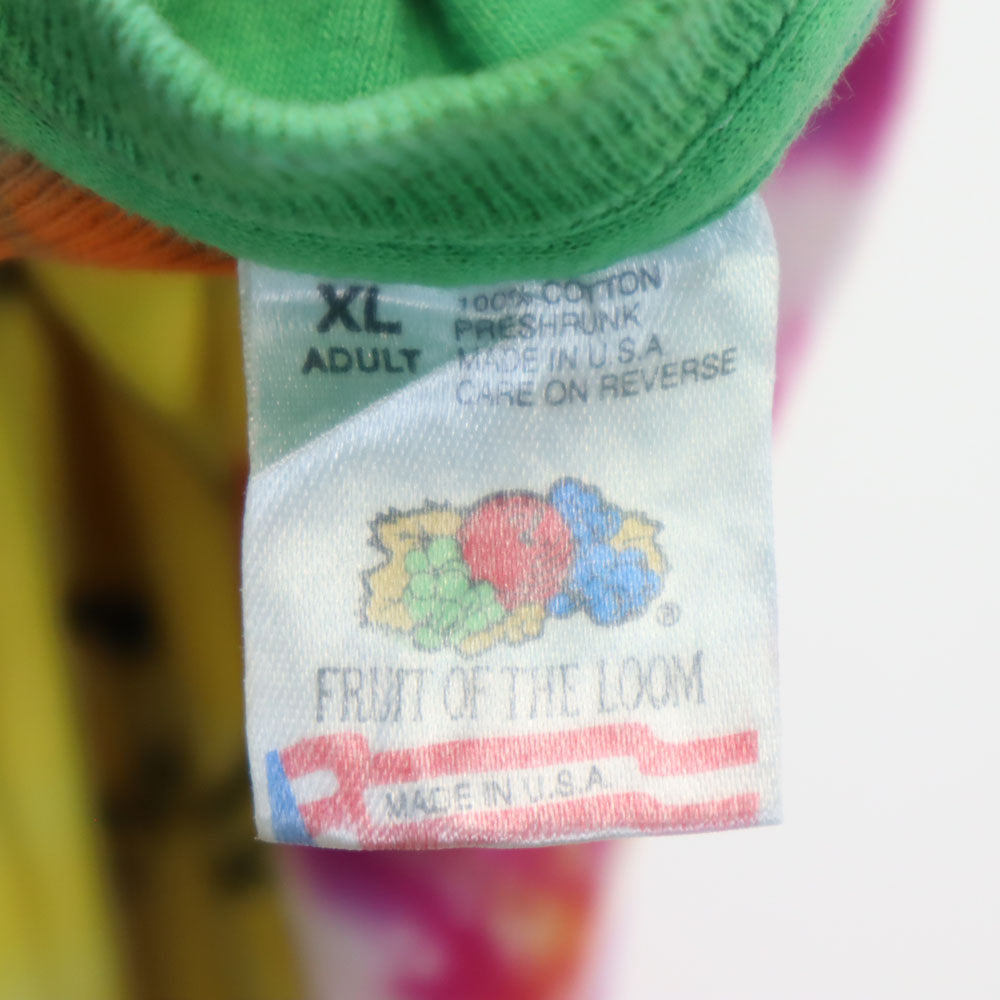 XL
ADULT
100% COTTON
PRESHRUNK
MADE IN U.S.A
CARE ON REVERSE
®
FRUIT OF THE LOOM
MADE IN U.S.A.